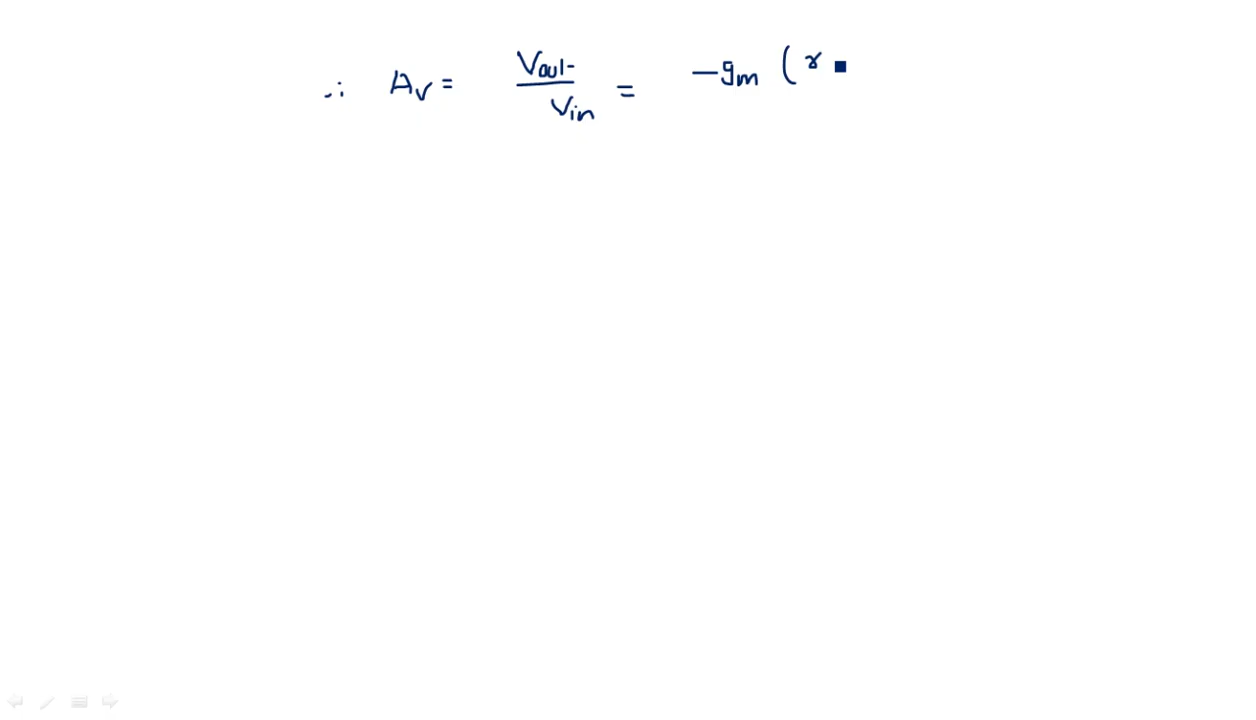 ∴ Av = Vout / Vin = -gm ( r